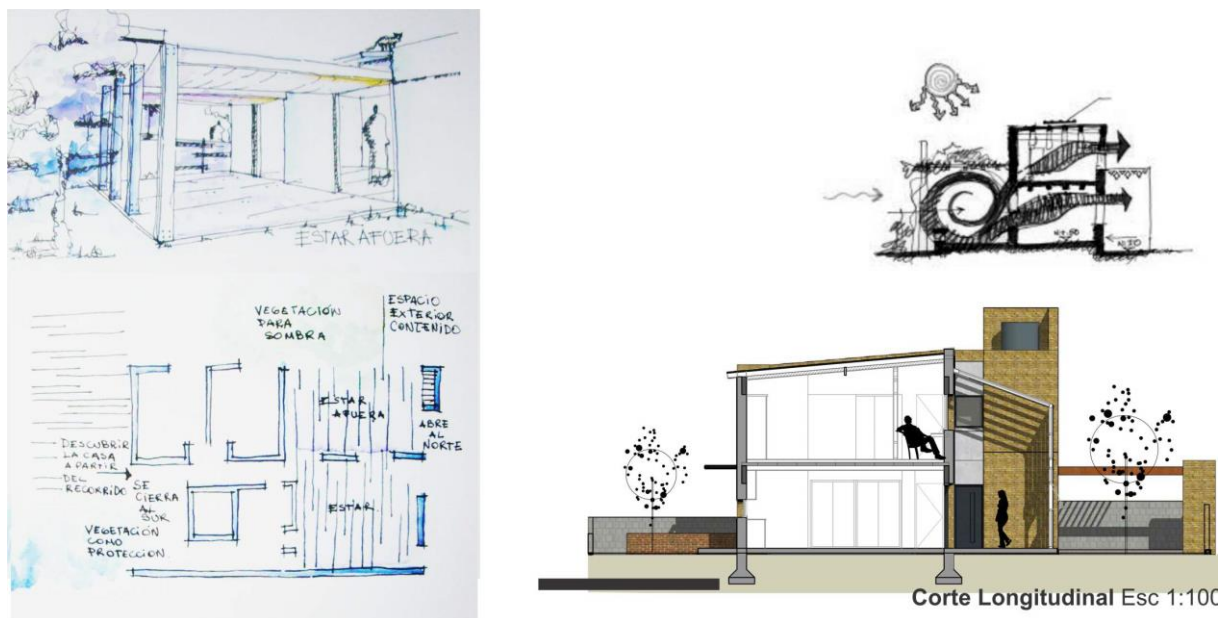 ESTAR AFUERA
VEGETACIÓN
PARA
SOMBRA
ESPACIO
EXTERIOR
CONTENIDO
ESTAR
AFUERA
ABRE
AL
NORTE
DESCUBRIR
LA CASA
A PARTIR
DEL
RECORRIDO
SE
CIERRA
AL
SUR
VEGETACIÓN
COMO
PROTECCION.
ESTAR
Corte Longitudinal Esc 1:100